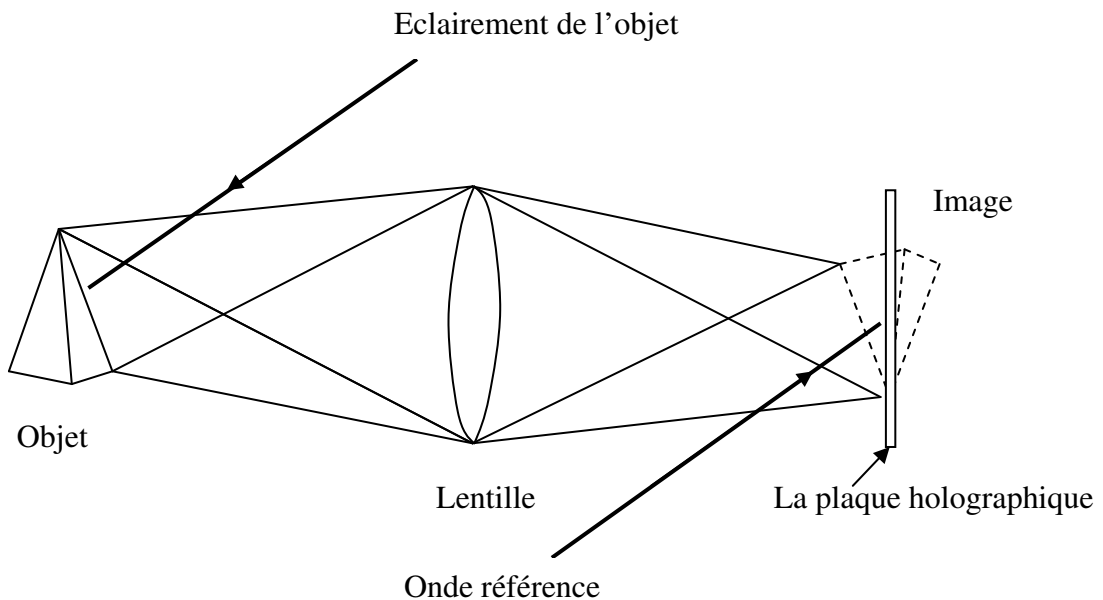 Eclairement de l’objet
Image
Objet
Lentille
La plaque holographique
Onde référence